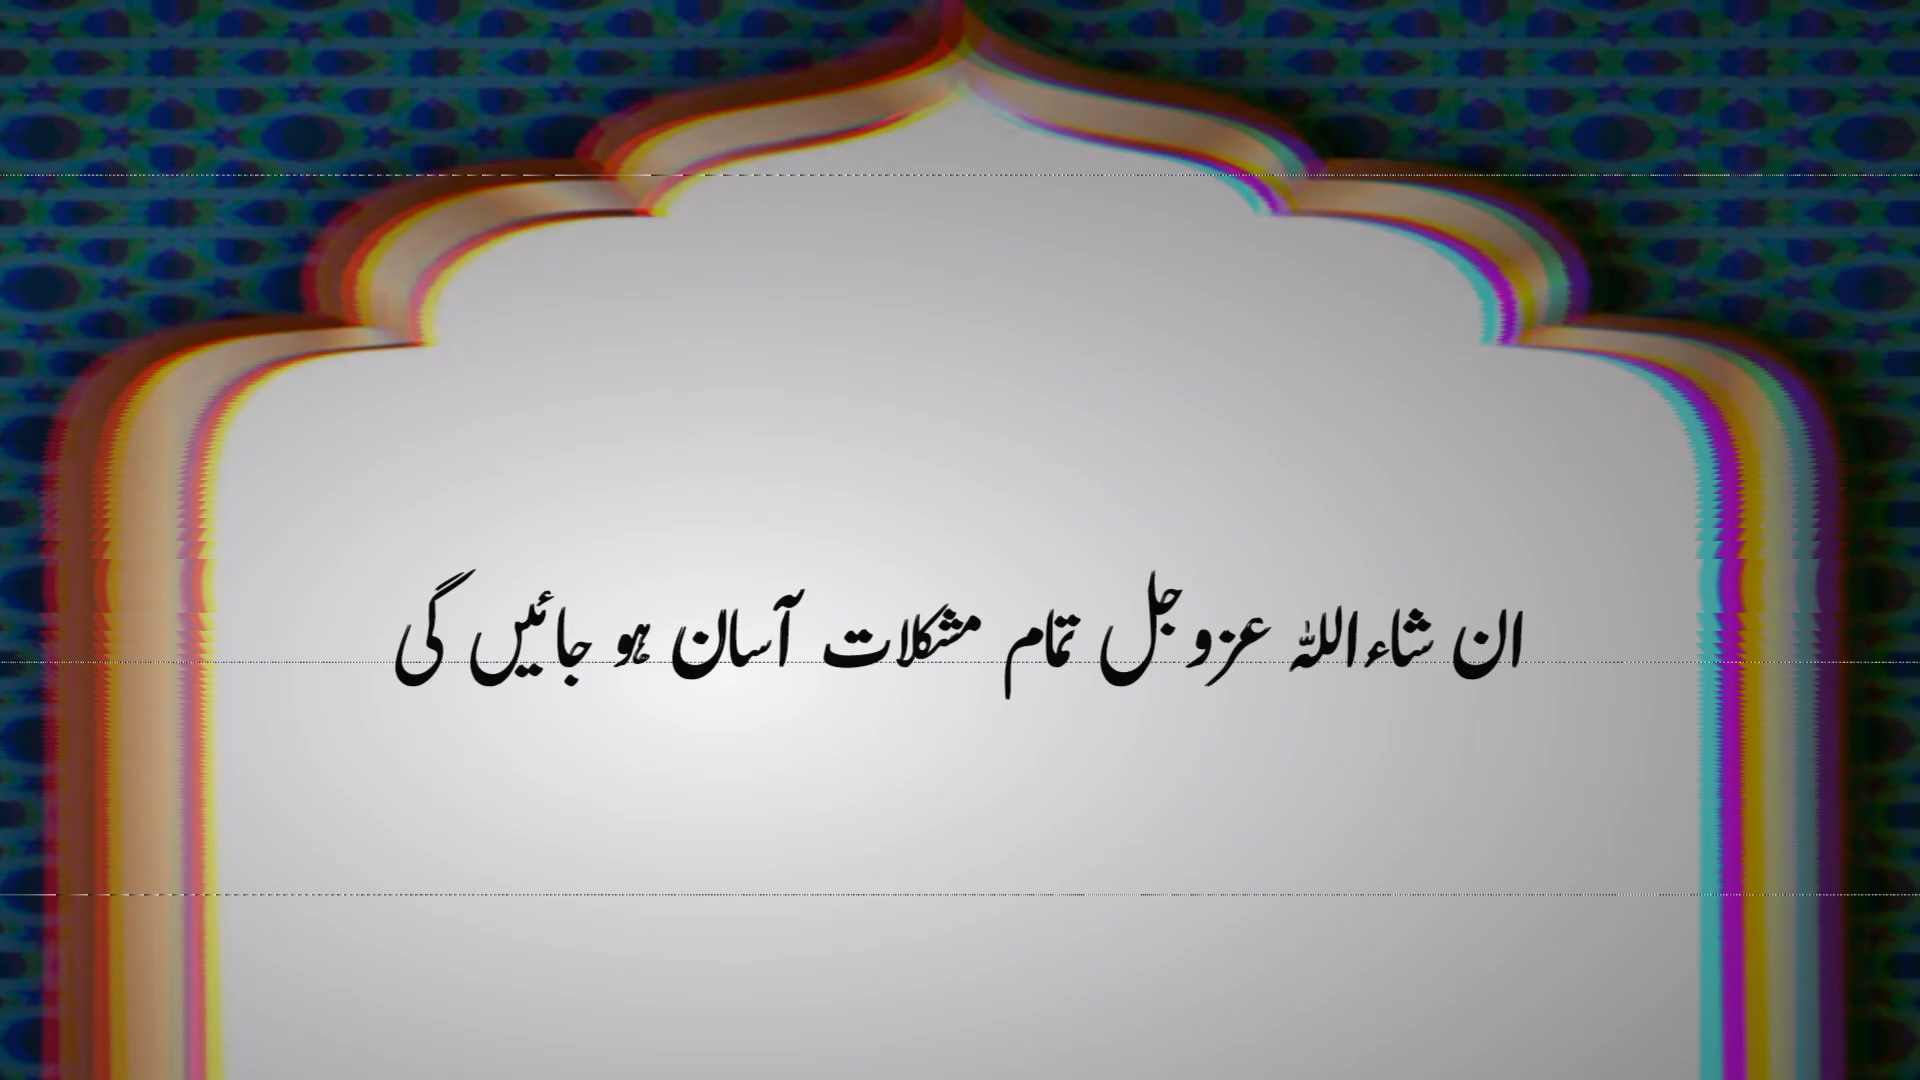 ان شاءاللہ عزوجل تمام مشکلات آسان ہو جائیں گی